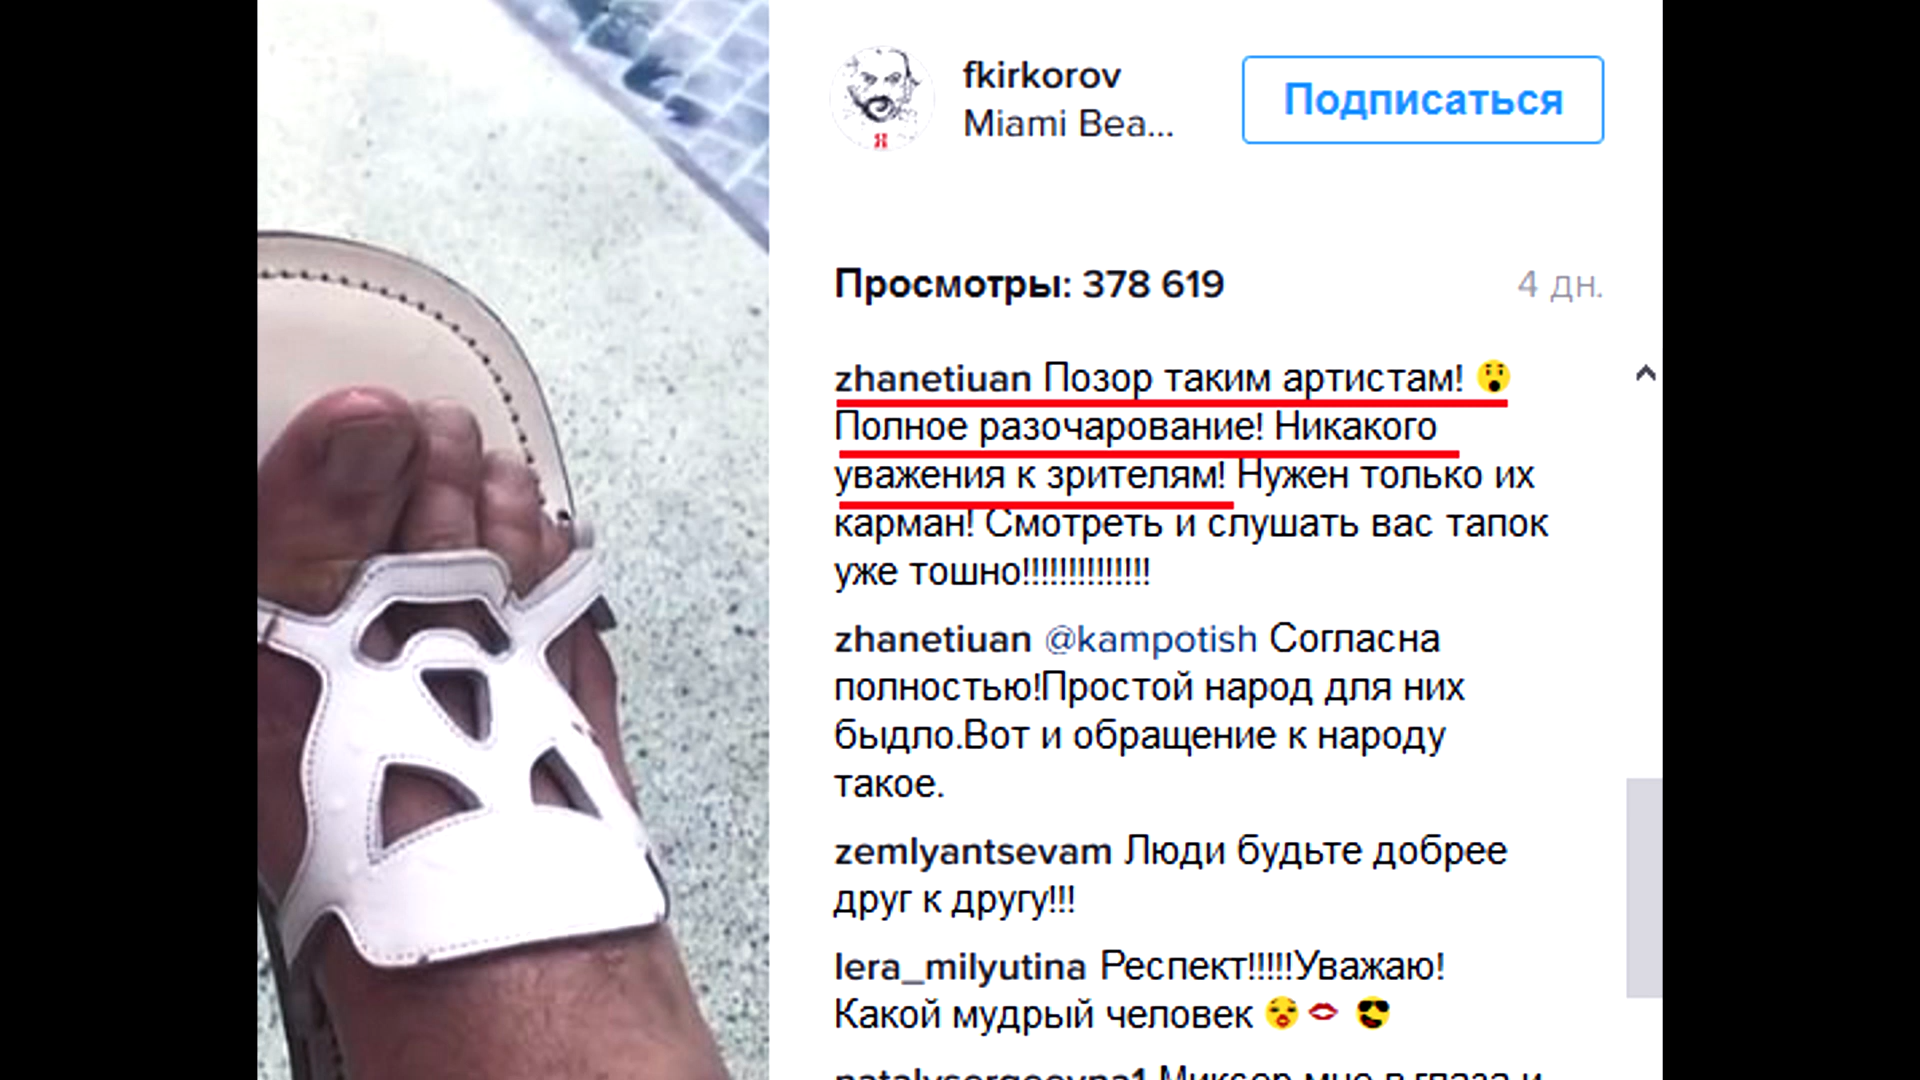 fkirkorov
Miami Bea...
Подписаться
Я
Просмотры: 378 619
4 дн.
zhanetiuan Позор таким артистам! 😲
Полное разочарование! Никакого
уважения к зрителям! Нужен только их
карман! Смотреть и слушать вас тапок
уже тошно!!!!!!!!!!!!!!
zhanetiuan @kampotish Согласна
полностью!Простой народ для них
быдло.Вот и обращение к народу
такое.
zemlyantsevam Люди будьте добрее
друг к другу!!!
lera_milyutina Респект!!!!!Уважаю!
Какой мудрый человек 😚💋 😎